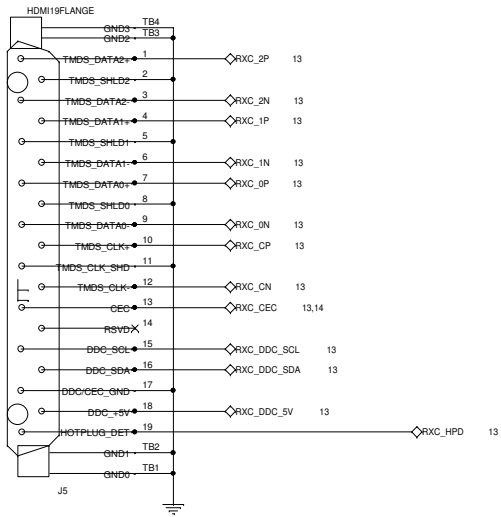 HDMI19FLANGE
GND3 TB4
GND2 TB3
TMDS_DATA2+ 1 RXC_2P 13
TMDS_SHLD2 2
TMDS_DATA2- 3 RXC_2N 13
TMDS_DATA1+ 4 RXC_1P 13
TMDS_SHLD1 5
TMDS_DATA1- 6 RXC_1N 13
TMDS_DATA0+ 7 RXC_0P 13
TMDS_SHLD0 8
TMDS_DATA0- 9 RXC_0N 13
TMDS_CLK+ 10 RXC_CP 13
TMDS_CLK_SHD 11
TMDS_CLK- 12 RXC_CN 13
CEC 13 RXC_CEC 13,14
RSVD 14
DDC_SCL 15 RXC_DDC_SCL 13
DDC_SDA 16 RXC_DDC_SDA 13
DDC/CEC_GND 17
DDC_+5V 18 RXC_DDC_5V 13
HOTPLUG_DET 19 RXC_HPD 13
GND1 TB2
GND0 TB1
J5